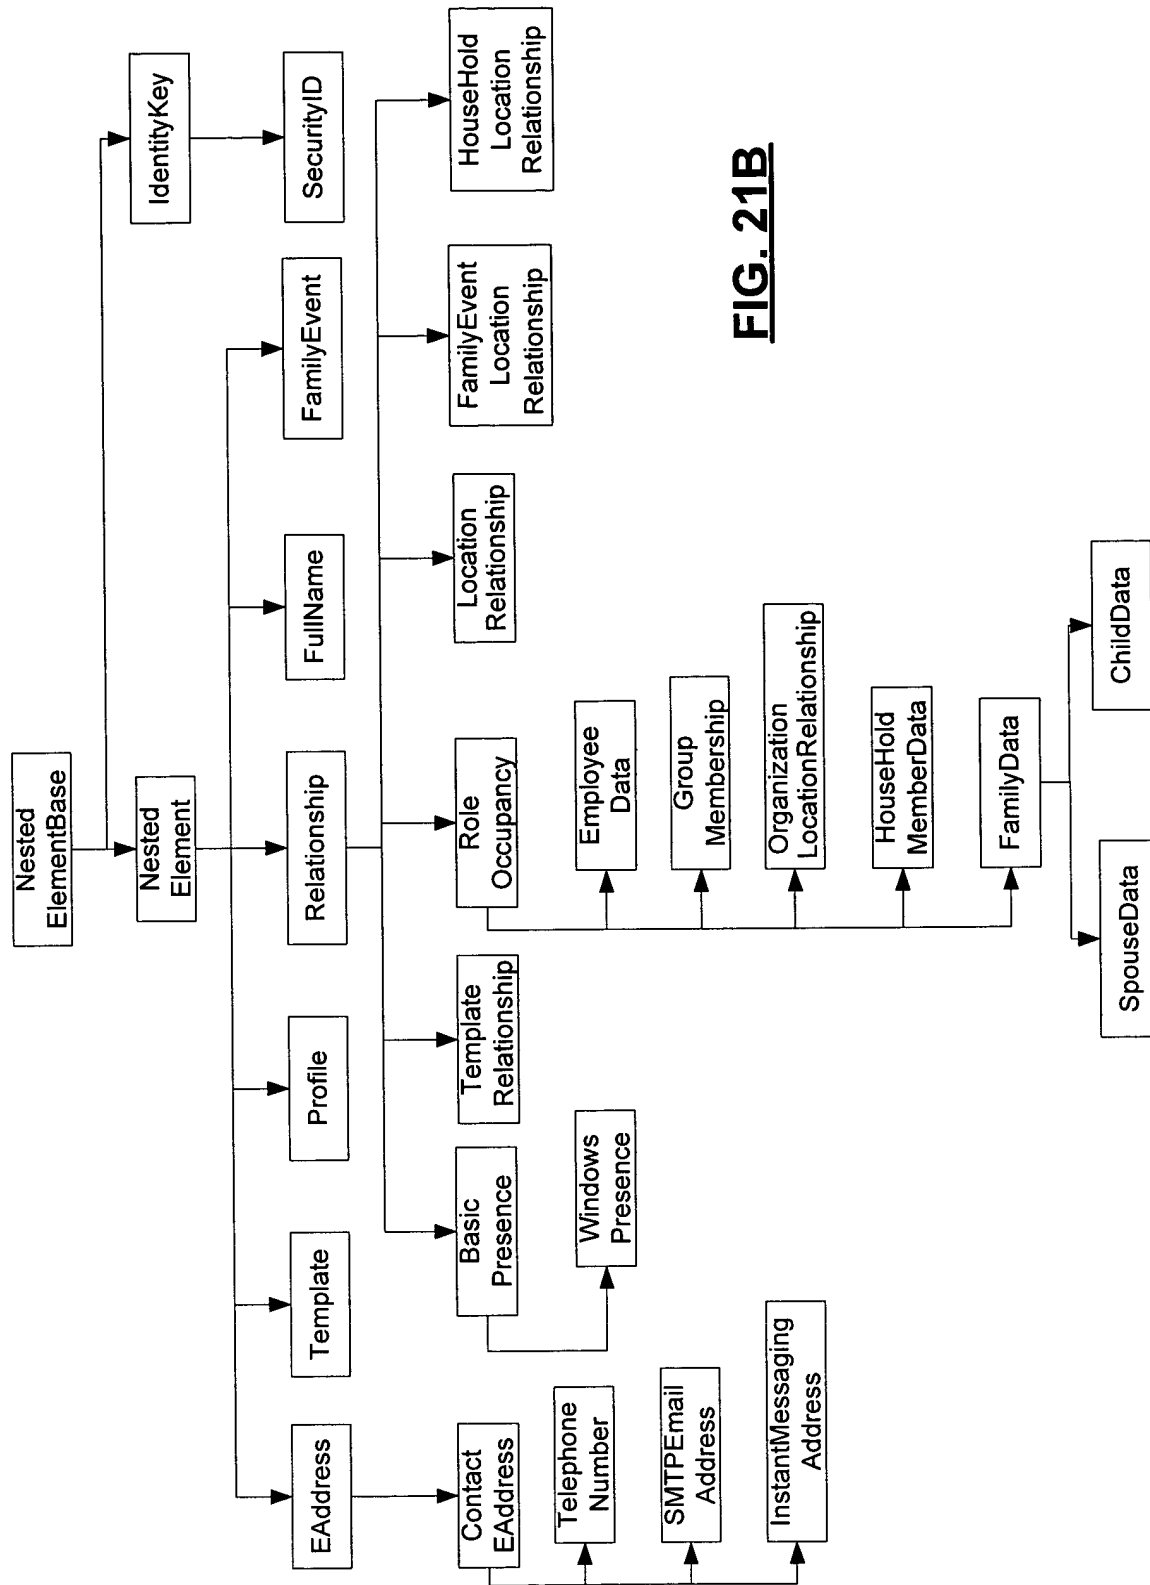 Nested
ElementBase
Nested
Element
IdentityKey
EAddress
Template
Profile
Relationship
FullName
FamilyEvent
SecurityID
Contact
EAddress
Basic
Presence
Template
Relationship
Role
Occupancy
Location
Relationship
FamilyEvent
Location
Relationship
HouseHold
Location
Relationship
Telephone
Number
SMTPEmail
Address
InstantMessaging
Address
Windows
Presence
Employee
Data
Group
Membership
Organization
LocationRelationship
HouseHold
MemberData
FamilyData
SpouseData
ChildData
FIG. 21B